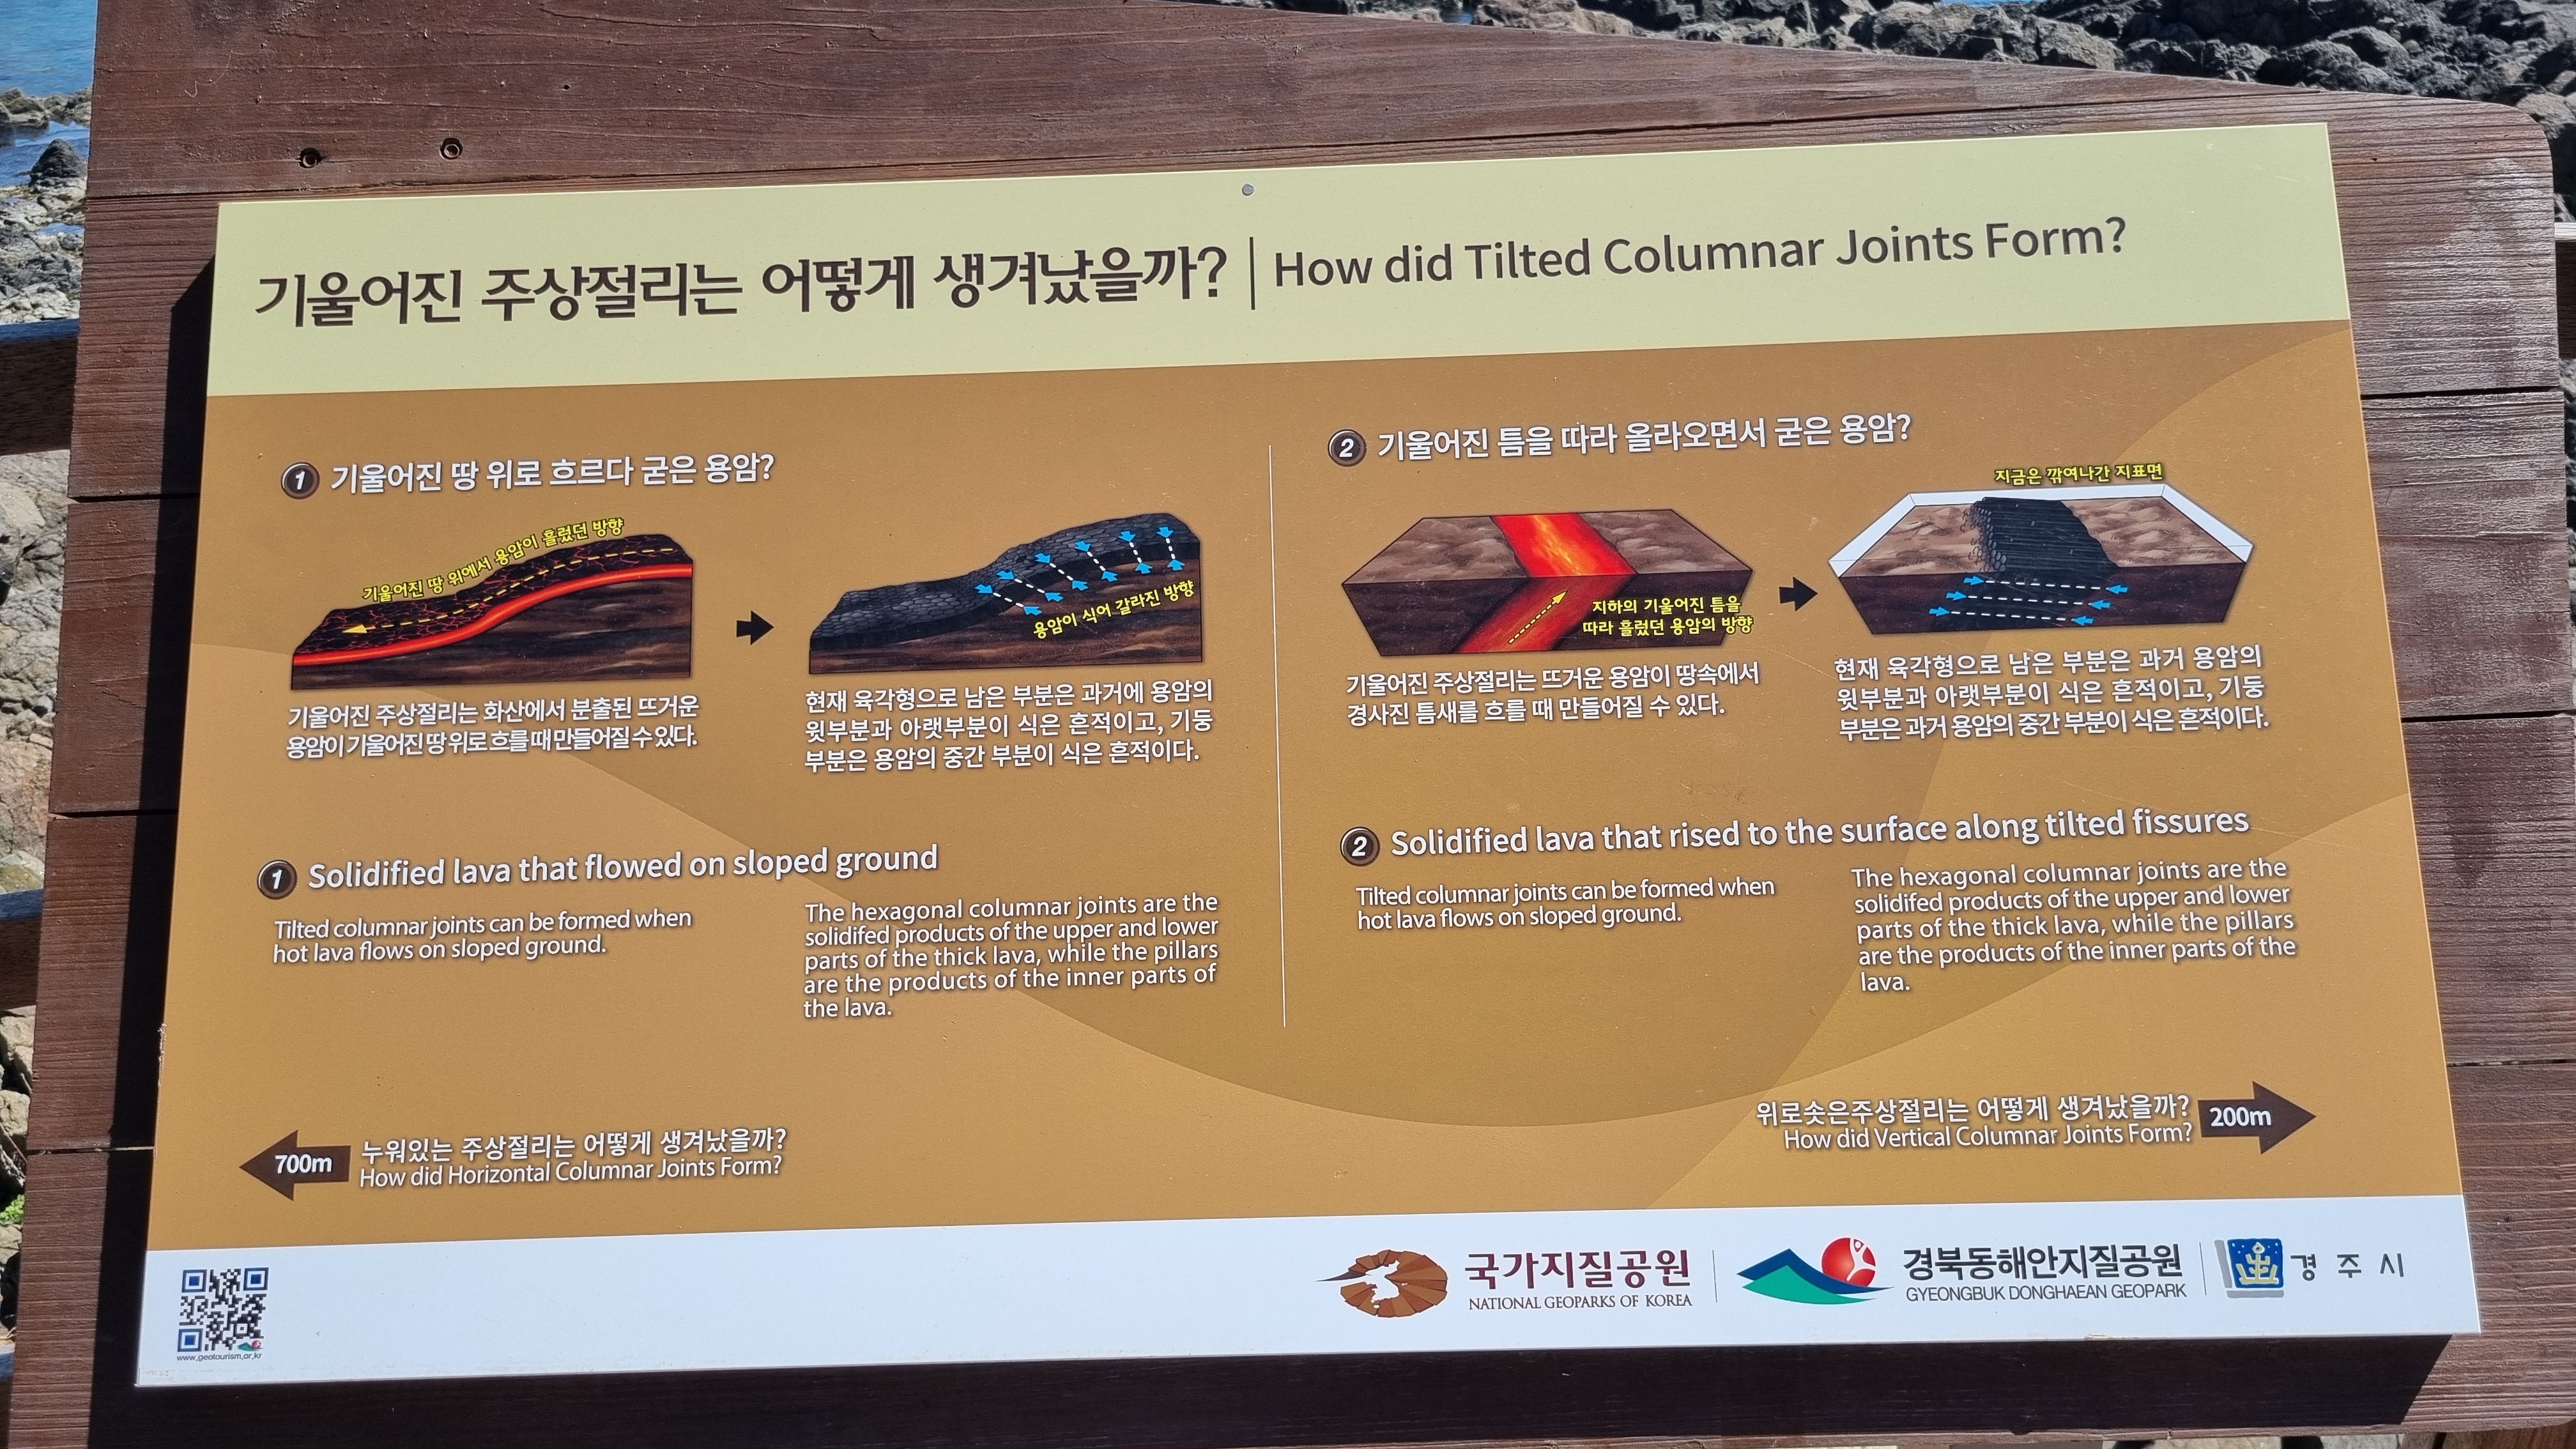 기울어진 주상절리는 어떻게 생겨났을까? | How did Tilted Columnar Joints Form?
1 기울어진 땅 위로 흐르다 굳은 용암?
기울어진 땅 위에서 용암이 흘렀던 방향
용암이 식어 갈라진 방향
기울어진 주상절리는 화산에서 분출된 뜨거운
용암이 기울어진 땅 위로 흐를 때 만들어질 수 있다.
현재 육각형으로 남은 부분은 과거에 용암의
윗부분과 아랫부분이 식은 흔적이고, 기둥
부분은 용암의 중간 부분이 식은 흔적이다.
1 Solidified lava that flowed on sloped ground
Tilted columnar joints can be formed when
hot lava flows on sloped ground.
The hexagonal columnar joints are the
solidifed products of the upper and lower
parts of the thick lava, while the pillars
are the products of the inner parts of
the lava.
2 기울어진 틈을 따라 올라오면서 굳은 용암?
지하의 기울어진 틈을
따라 흘렀던 용암의 방향
지금은 깎여나간 지표면
기울어진 주상절리는 뜨거운 용암이 땅속에서
경사진 틈새를 흐를 때 만들어질 수 있다.
현재 육각형으로 남은 부분은 과거 용암의
윗부분과 아랫부분이 식은 흔적이고, 기둥
부분은 과거 용암의 중간 부분이 식은 흔적이다.
2 Solidified lava that rised to the surface along tilted fissures
Tilted columnar joints can be formed when
hot lava flows on sloped ground.
The hexagonal columnar joints are the
solidifed products of the upper and lower
parts of the thick lava, while the pillars
are the products of the inner parts of the
lava.
700m
누워있는 주상절리는 어떻게 생겨났을까?
How did Horizontal Columnar Joints Form?
위로솟은주상절리는 어떻게 생겨났을까?
How did Vertical Columnar Joints Form?
200m
www.geotourism.or.kr
국가지질공원
NATIONAL GEOPARKS OF KOREA
경북동해안지질공원
GYEONGBUK DONGHAEAN GEOPARK
경주시